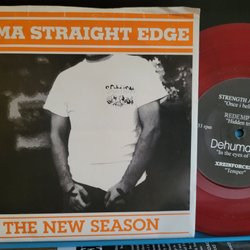 MA STRAIGHT EDGE
THE NEW SEASON
STRENGTH
"Once i bel
REDEMP
"Hidden
33 rpm
Dehuma
"In the eyes of
XREINFORCE
"Temper"